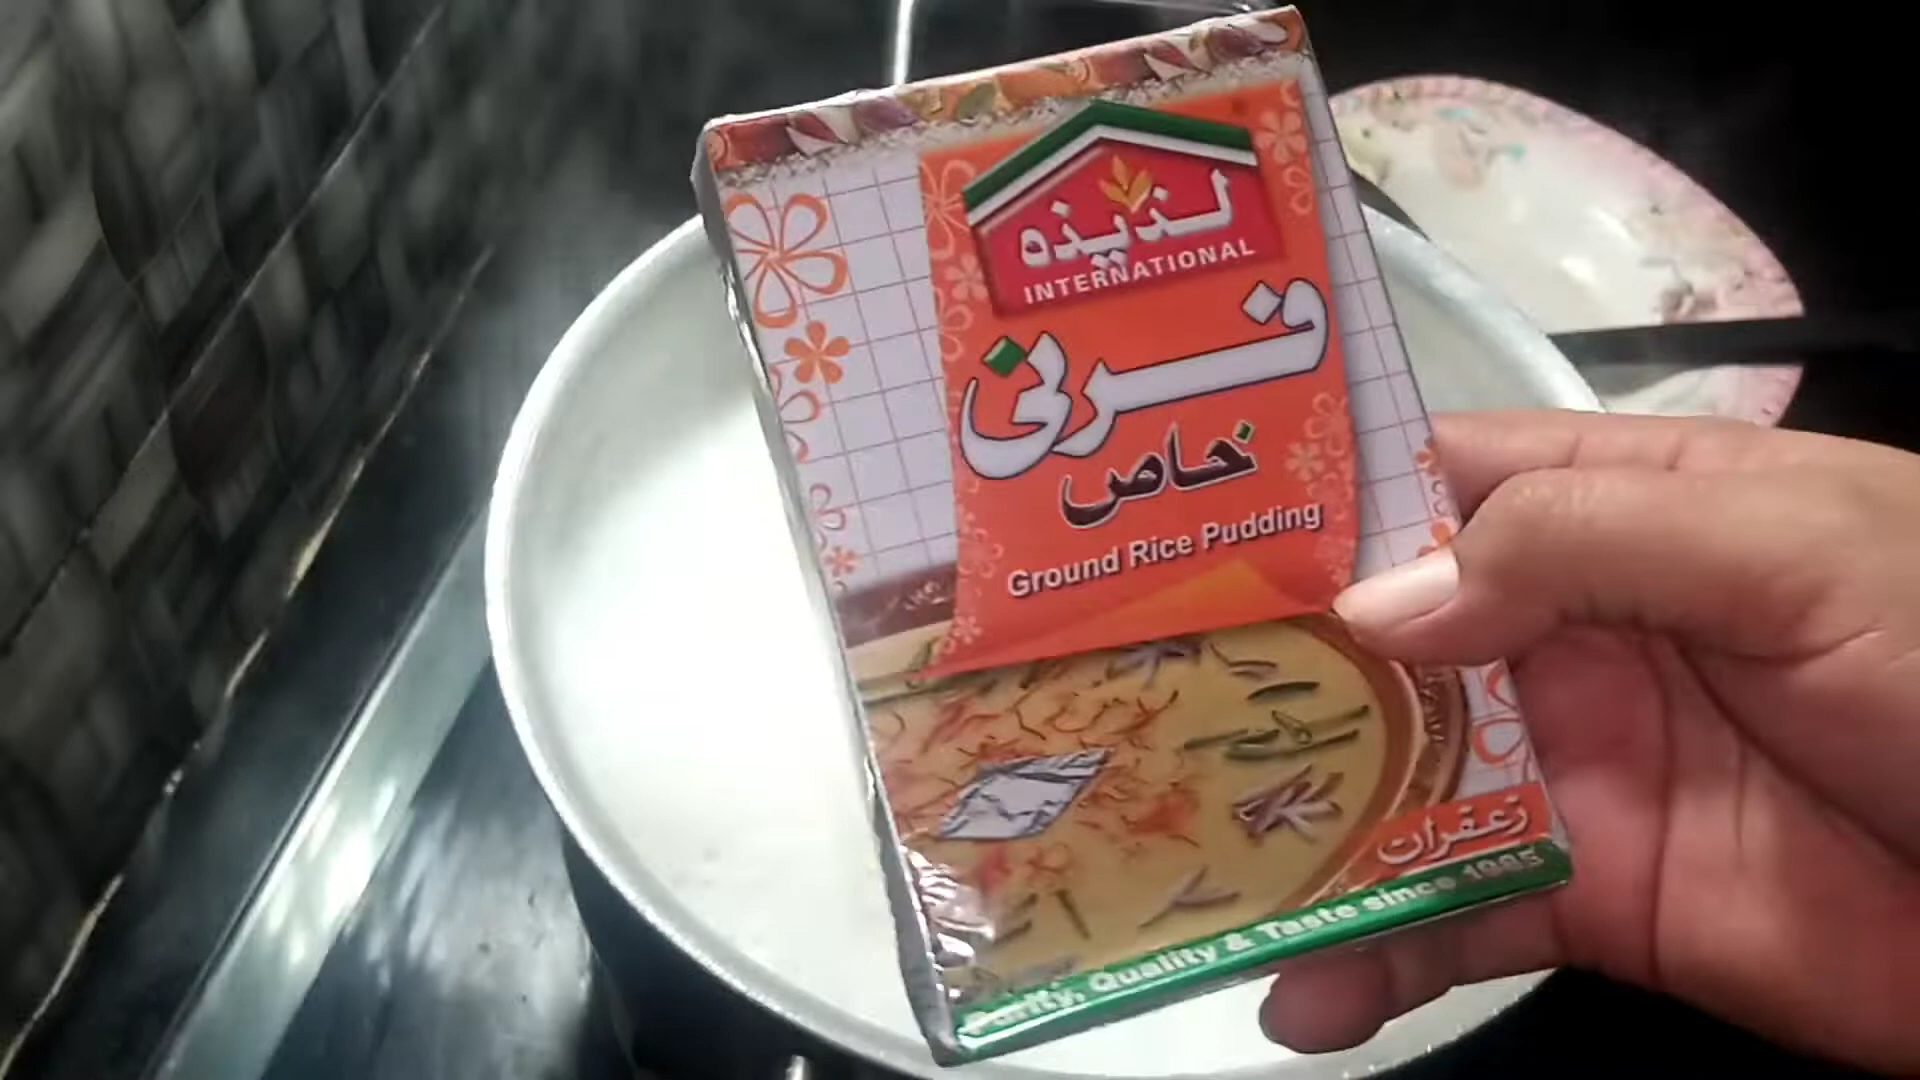 لذیذہ
INTERNATIONAL
فرنی
خاص
Ground Rice Pudding
زعفران
Purity, Quality & Taste since 1985